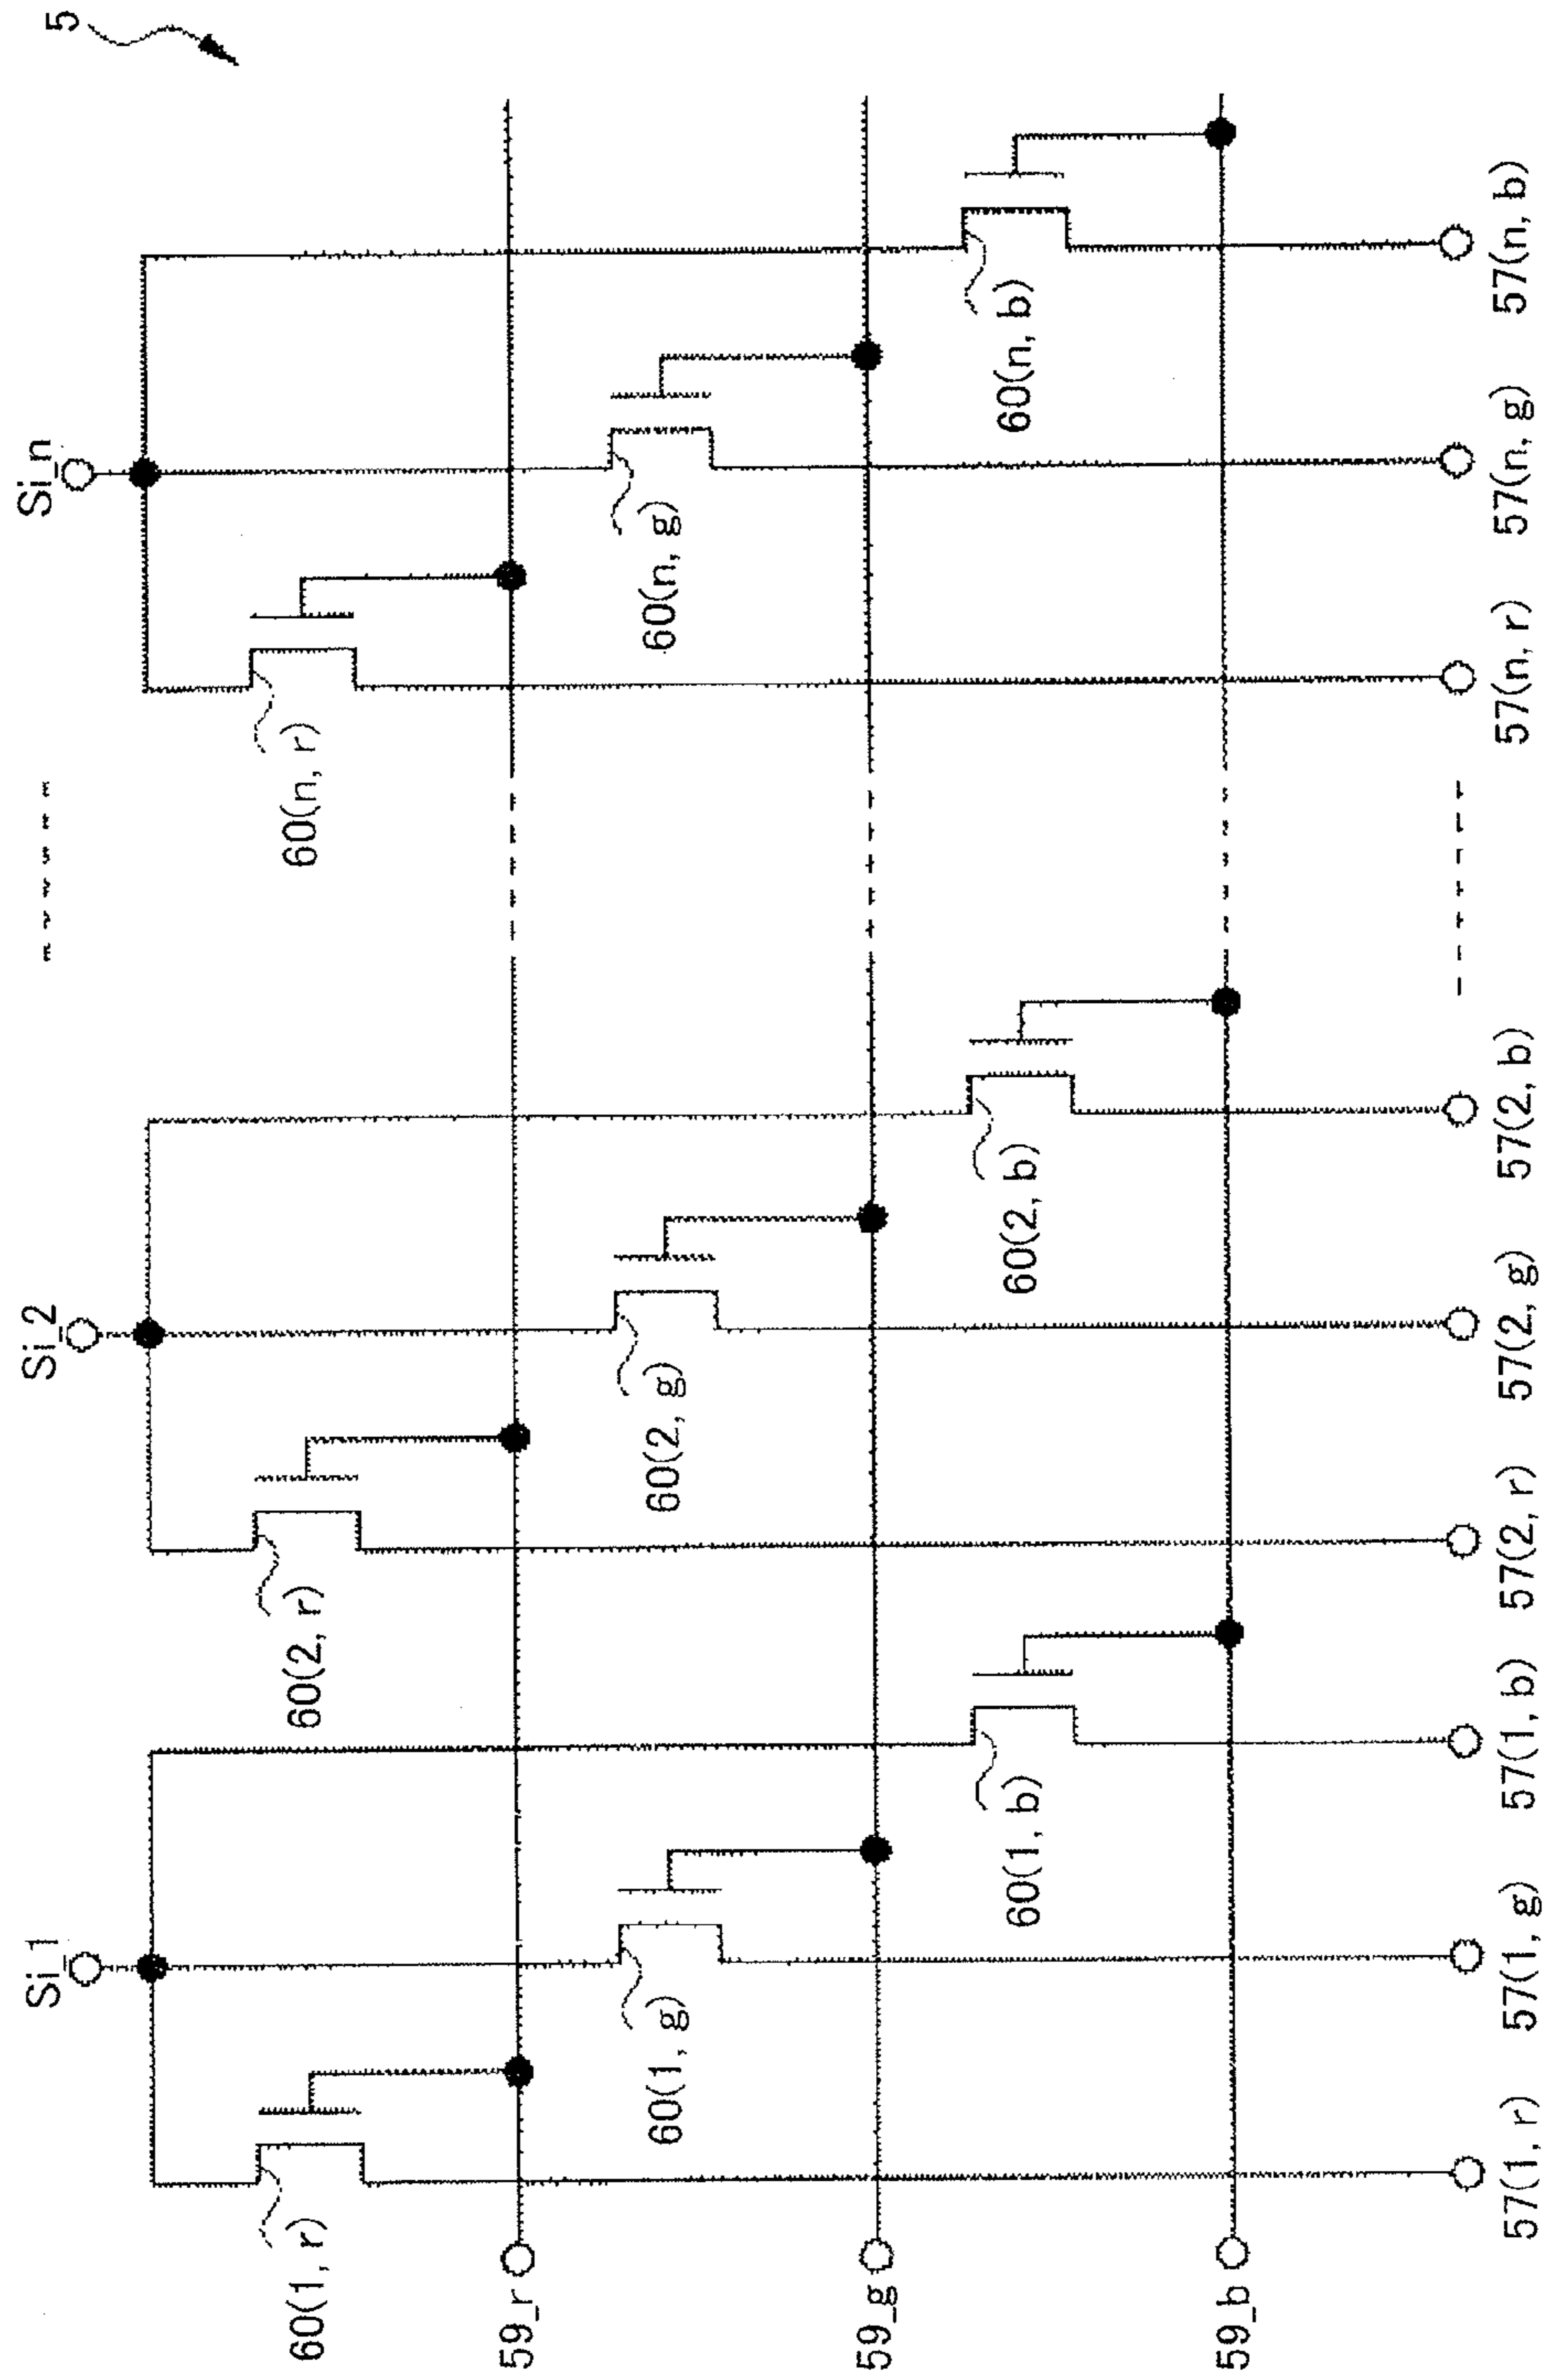 5
Si_1
Si_2
Si_n
60(1, r)
60(2, r)
60(n, r)
59_r
60(1, g)
60(2, g)
60(n, g)
59_g
60(1, b)
60(2, b)
60(n, b)
59_b
57(1, r) 57(1, g) 57(1, b) 57(2, r) 57(2, g) 57(2, b) 57(n, r) 57(n, g) 57(n, b)